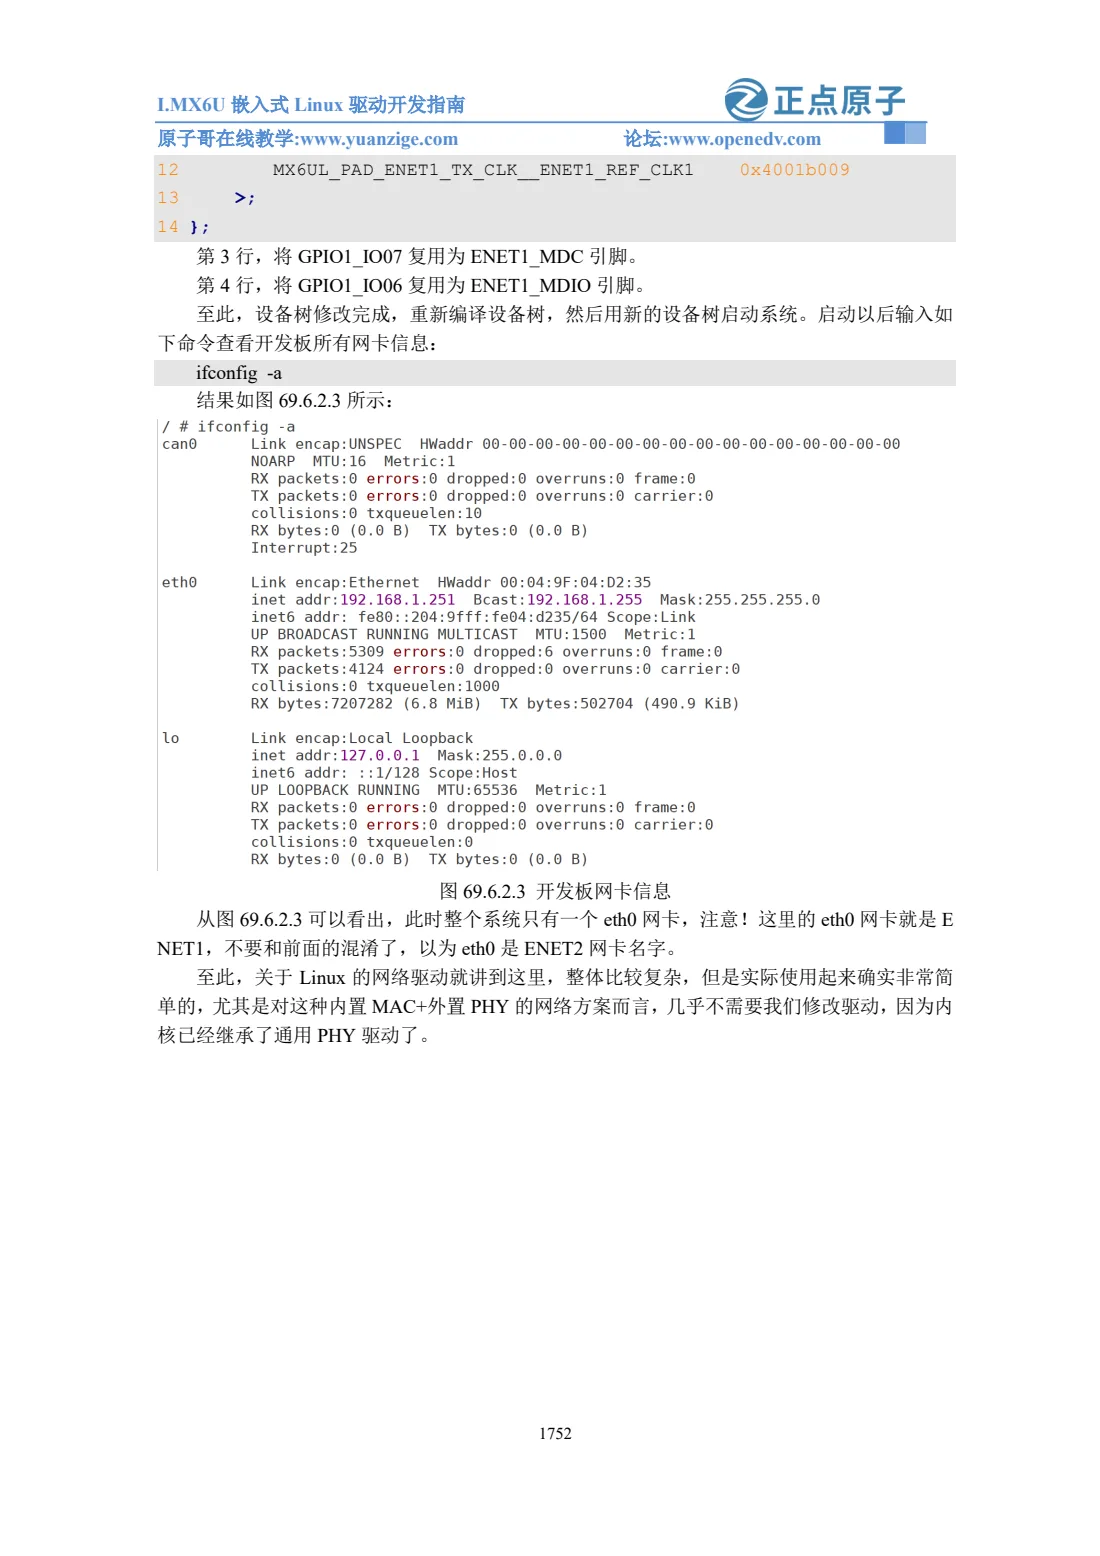 I.MX6U 嵌入式 Linux 驱动开发指南
正点原子
原子哥在线教学:www.yuanzige.com 论坛:www.openedv.com
12 MX6UL_PAD_ENET1_TX_CLK__ENET1_REF_CLK1 0x4001b009
13 >;
14 };
第 3 行，将 GPIO1_IO07 复用为 ENET1_MDC 引脚。
第 4 行，将 GPIO1_IO06 复用为 ENET1_MDIO 引脚。
至此，设备树修改完成，重新编译设备树，然后用新的设备树启动系统。启动以后输入如
下命令查看开发板所有网卡信息：
ifconfig -a
结果如图 69.6.2.3 所示：
/ # ifconfig -a
can0 Link encap:UNSPEC HWaddr 00-00-00-00-00-00-00-00-00-00-00-00-00-00-00-00
NOARP MTU:16 Metric:1
RX packets:0 errors:0 dropped:0 overruns:0 frame:0
TX packets:0 errors:0 dropped:0 overruns:0 carrier:0
collisions:0 txqueuelen:10
RX bytes:0 (0.0 B) TX bytes:0 (0.0 B)
Interrupt:25
eth0 Link encap:Ethernet HWaddr 00:04:9F:04:D2:35
inet addr:192.168.1.251 Bcast:192.168.1.255 Mask:255.255.255.0
inet6 addr: fe80::204:9fff:fe04:d235/64 Scope:Link
UP BROADCAST RUNNING MULTICAST MTU:1500 Metric:1
RX packets:5309 errors:0 dropped:6 overruns:0 frame:0
TX packets:4124 errors:0 dropped:0 overruns:0 carrier:0
collisions:0 txqueuelen:1000
RX bytes:7207282 (6.8 MiB) TX bytes:502704 (490.9 KiB)
lo Link encap:Local Loopback
inet addr:127.0.0.1 Mask:255.0.0.0
inet6 addr: ::1/128 Scope:Host
UP LOOPBACK RUNNING MTU:65536 Metric:1
RX packets:0 errors:0 dropped:0 overruns:0 frame:0
TX packets:0 errors:0 dropped:0 overruns:0 carrier:0
collisions:0 txqueuelen:0
RX bytes:0 (0.0 B) TX bytes:0 (0.0 B)
图 69.6.2.3 开发板网卡信息
从图 69.6.2.3 可以看出，此时整个系统只有一个 eth0 网卡，注意！这里的 eth0 网卡就是 E
NET1，不要和前面的混淆了，以为 eth0 是 ENET2 网卡名字。
至此，关于 Linux 的网络驱动就讲到这里，整体比较复杂，但是实际使用起来确实非常简
单的，尤其是对这种内置 MAC+外置 PHY 的网络方案而言，几乎不需要我们修改驱动，因为内
核已经继承了通用 PHY 驱动了。
1752